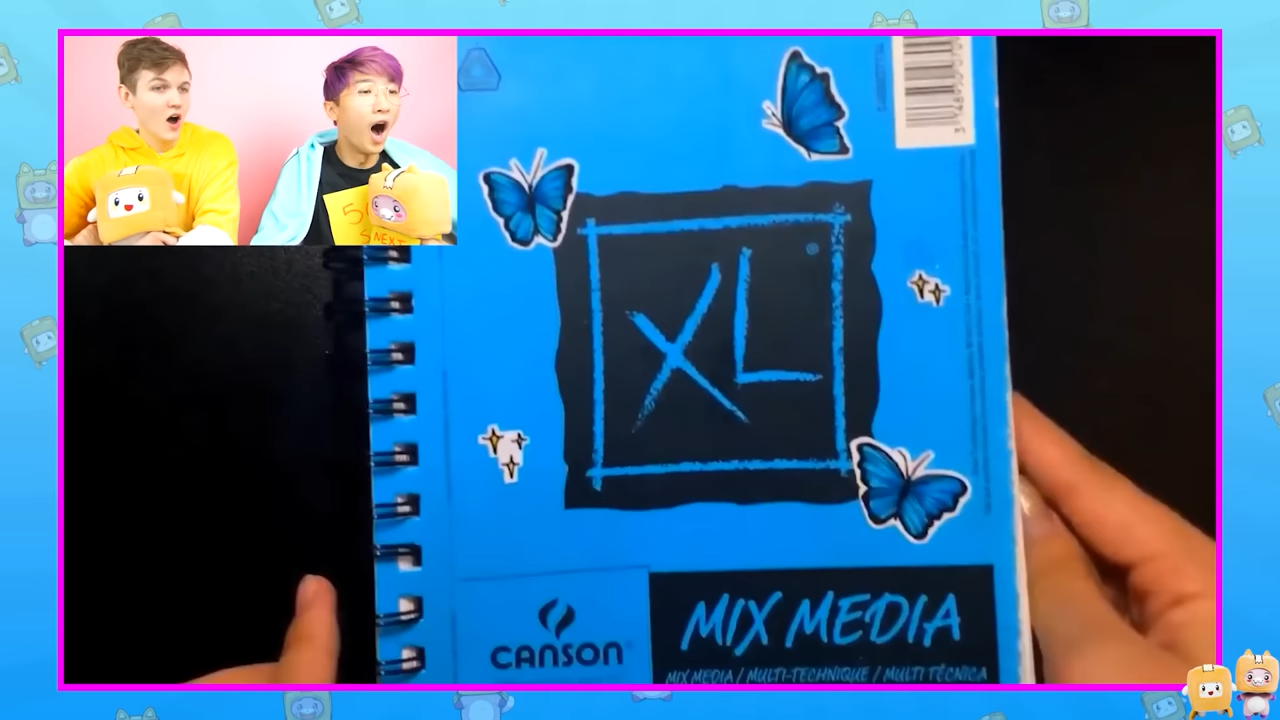 XL
CANSON
MIX MEDIA
MIX MEDIA / MULTI-TECHNIQUE / MULTI TÉCNICA